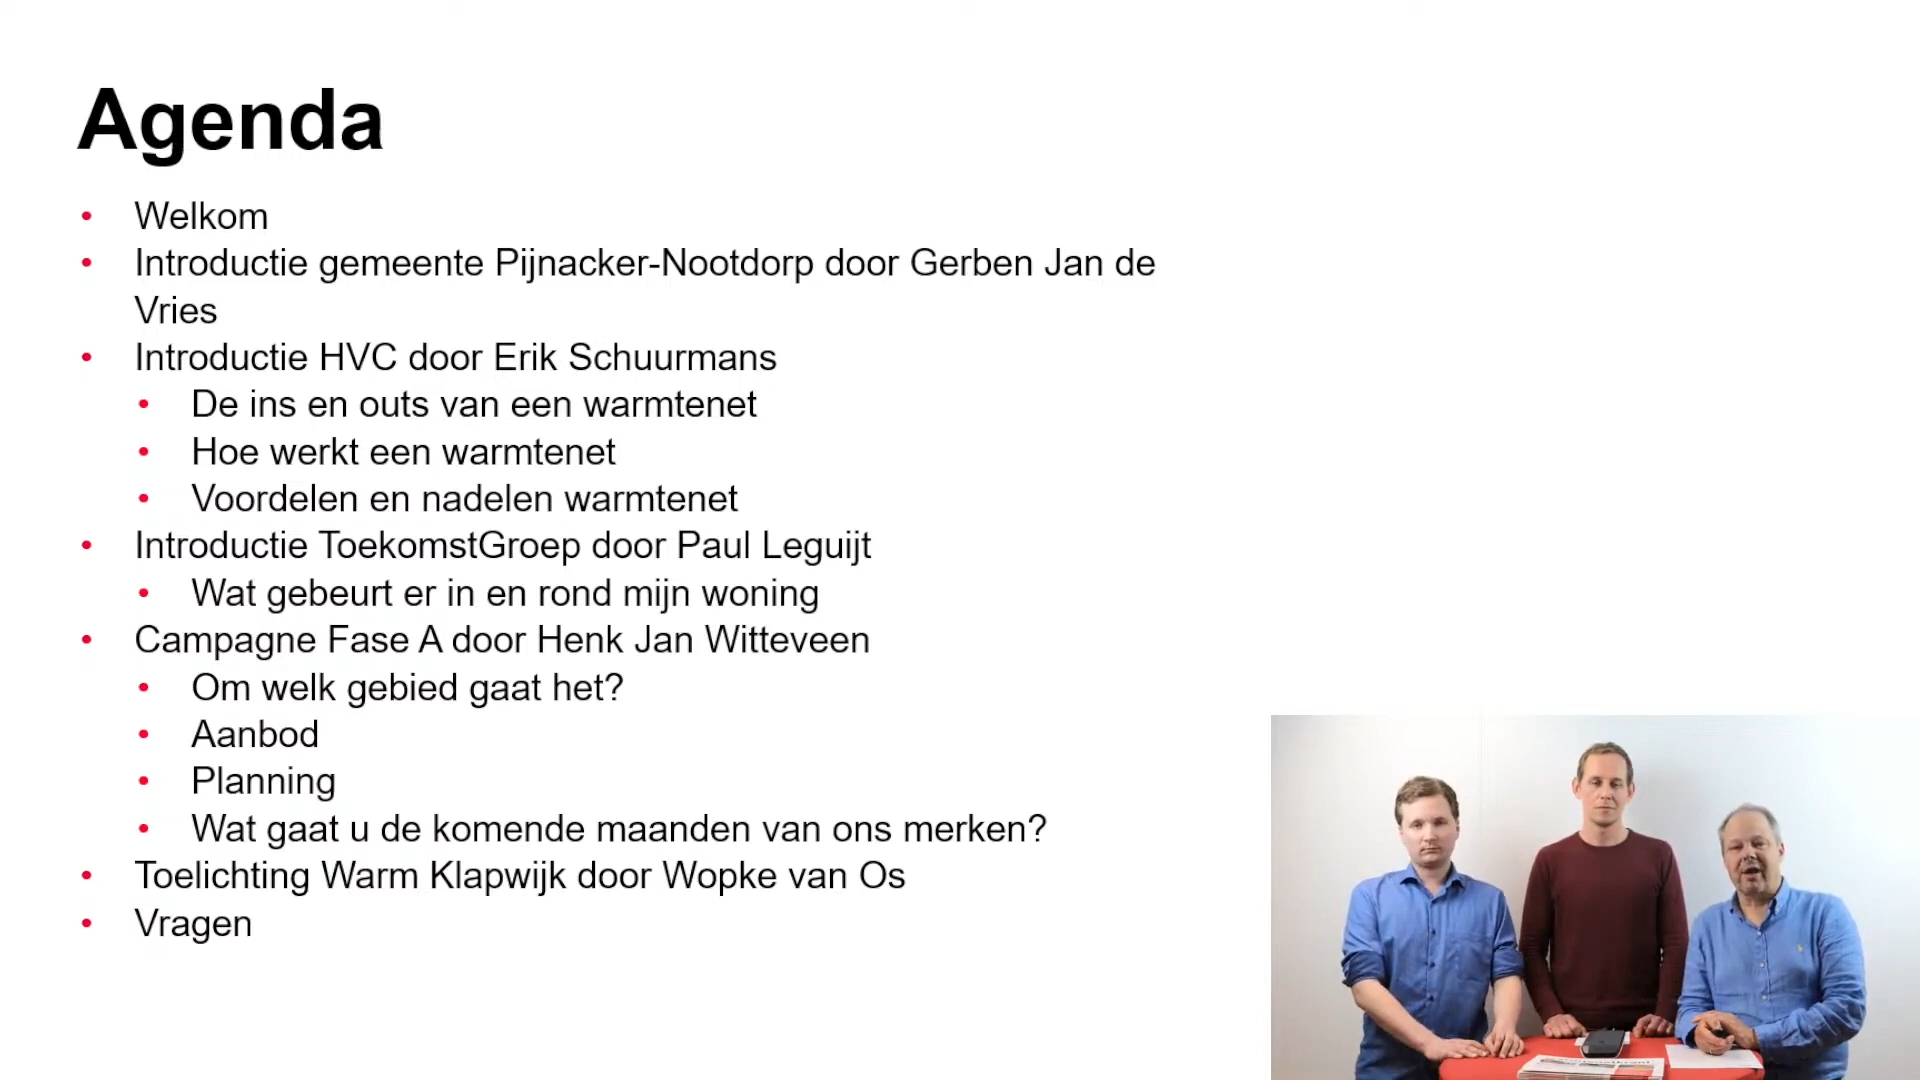 Agenda
• Welkom
• Introductie gemeente Pijnacker-Nootdorp door Gerben Jan de
Vries
• Introductie HVC door Erik Schuurmans
• De ins en outs van een warmtenet
• Hoe werkt een warmtenet
• Voordelen en nadelen warmtenet
• Introductie ToekomstGroep door Paul Leguijt
• Wat gebeurt er in en rond mijn woning
• Campagne Fase A door Henk Jan Witteveen
• Om welk gebied gaat het?
• Aanbod
• Planning
• Wat gaat u de komende maanden van ons merken?
• Toelichting Warm Klapwijk door Wopke van Os
• Vragen